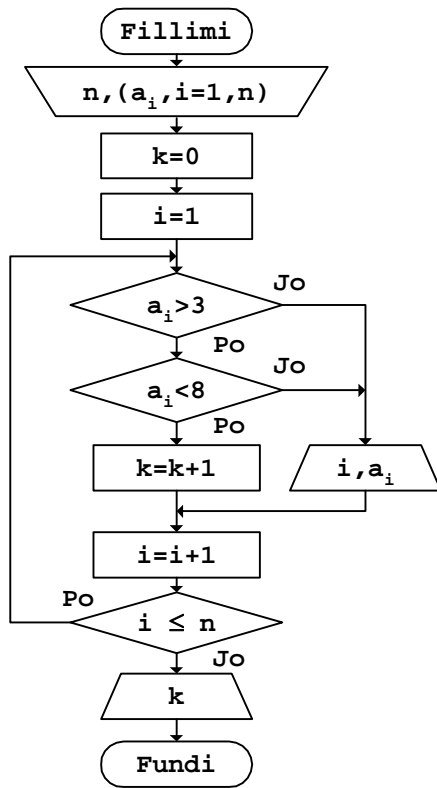 Fillimi
n,(aᵢ,i=1,n)
k=0
i=1
Jo
aᵢ>3
Po
Jo
aᵢ<8
Po
k=k+1
i,aᵢ
i=i+1
Po
i ≤ n
Jo
k
Fundi